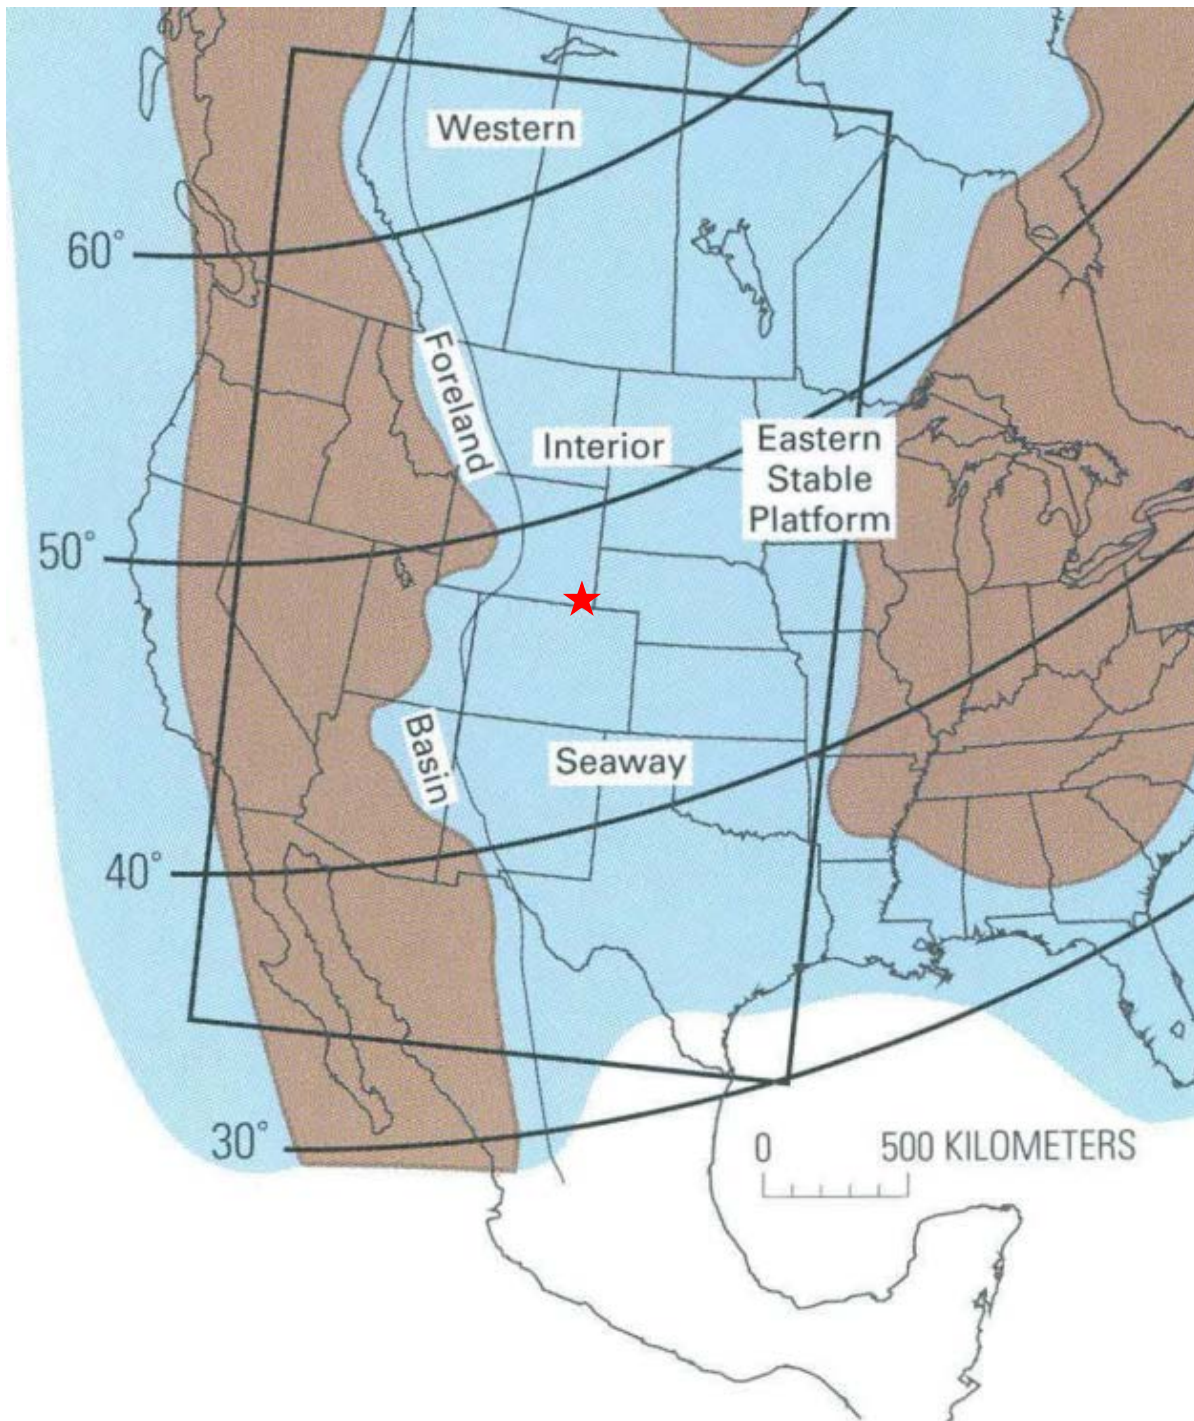 Western
60°
Foreland
Interior
Eastern
Stable
Platform
50°
Basin
Seaway
40°
30°
0 500 KILOMETERS